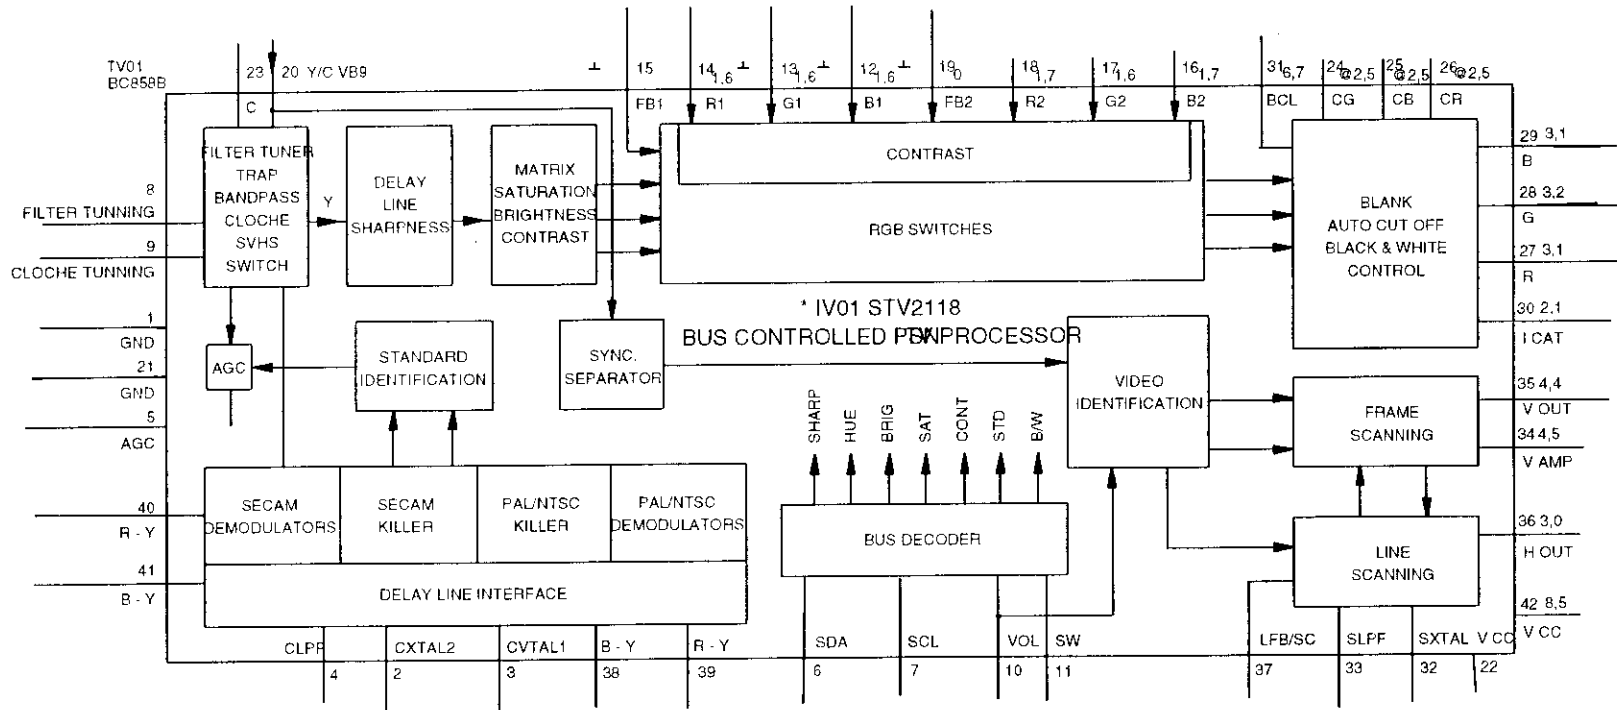 TV01
BC858B
23
20 Y/C VB9
⊥
15
14 1,6 ⊥
13 1,6 ⊥
12 1,6 ⊥
19 0
18 1,7
17 1,6
16 1,7
31 6,7
24 @2,5
25 @2,5
26 @2,5
C
FB1
R1
G1
B1
FB2
R2
G2
B2
BCL
CG
CB
CR
FILTER TUNER
TRAP
BANDPASS
CLOCHE
SVHS
SWITCH
Y
DELAY
LINE
SHARPNESS
MATRIX
SATURATION
BRIGHTNESS
CONTRAST
CONTRAST
RGB SWITCHES
BLANK
AUTO CUT OFF
BLACK & WHITE
CONTROL
29 3,1
B
28 3,2
G
27 3,1
R
30 2,1
I CAT
8
FILTER TUNNING
9
CLOCHE TUNNING
1
GND
21
GND
5
AGC
AGC
STANDARD
IDENTIFICATION
SYNC.
SEPARATOR
* IV01 STV2118
BUS CONTROLLED PROCESSOR
VIDEO
IDENTIFICATION
FRAME
SCANNING
35 4,4
V OUT
34 4,5
V AMP
SHARP
HUE
BRIG
SAT
CONT
STD
B/W
40
R - Y
41
B - Y
SECAM
DEMODULATORS
SECAM
KILLER
PAL/NTSC
KILLER
PAL/NTSC
DEMODULATORS
DELAY LINE INTERFACE
BUS DECODER
LINE
SCANNING
36 3,0
H OUT
42 8,5
V CC
CLPF
CXTAL2
CVTAL1
B - Y
R - Y
SDA
SCL
VOL
SW
LFB/SC
SLPF
SXTAL
V CC
4
2
3
38
39
6
7
10
11
37
33
32
22